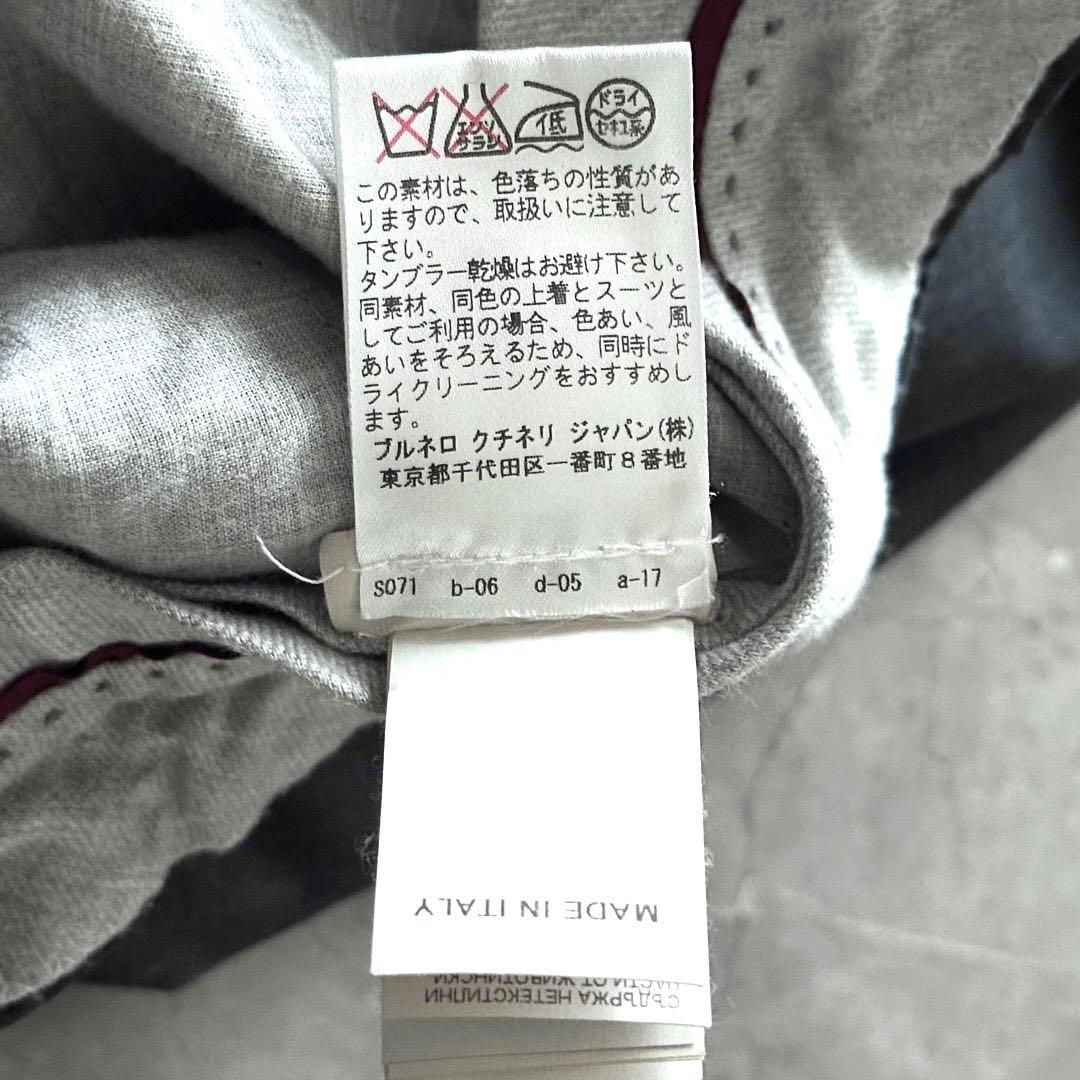 エンソ
サラシ
低
ドライ
セキユ系
この素材は、色落ちの性質があ
りますので、取扱いに注意して
下さい。
タンブラー乾燥はお避け下さい。
同素材、同色の上着とスーツと
してご利用の場合、色あい、風
あいをそろえるため、同時にド
ライクリーニングをおすすめし
ます。
ブルネロ クチネリ ジャパン(株)
東京都千代田区一番町8番地
S071 b-06 d-05 a-17
MADE IN ITALY
СЪДЪРЖА НЕТЕКСТИЛНИ
ЧАСТИ ОТ ЖИВОТИНСКИ